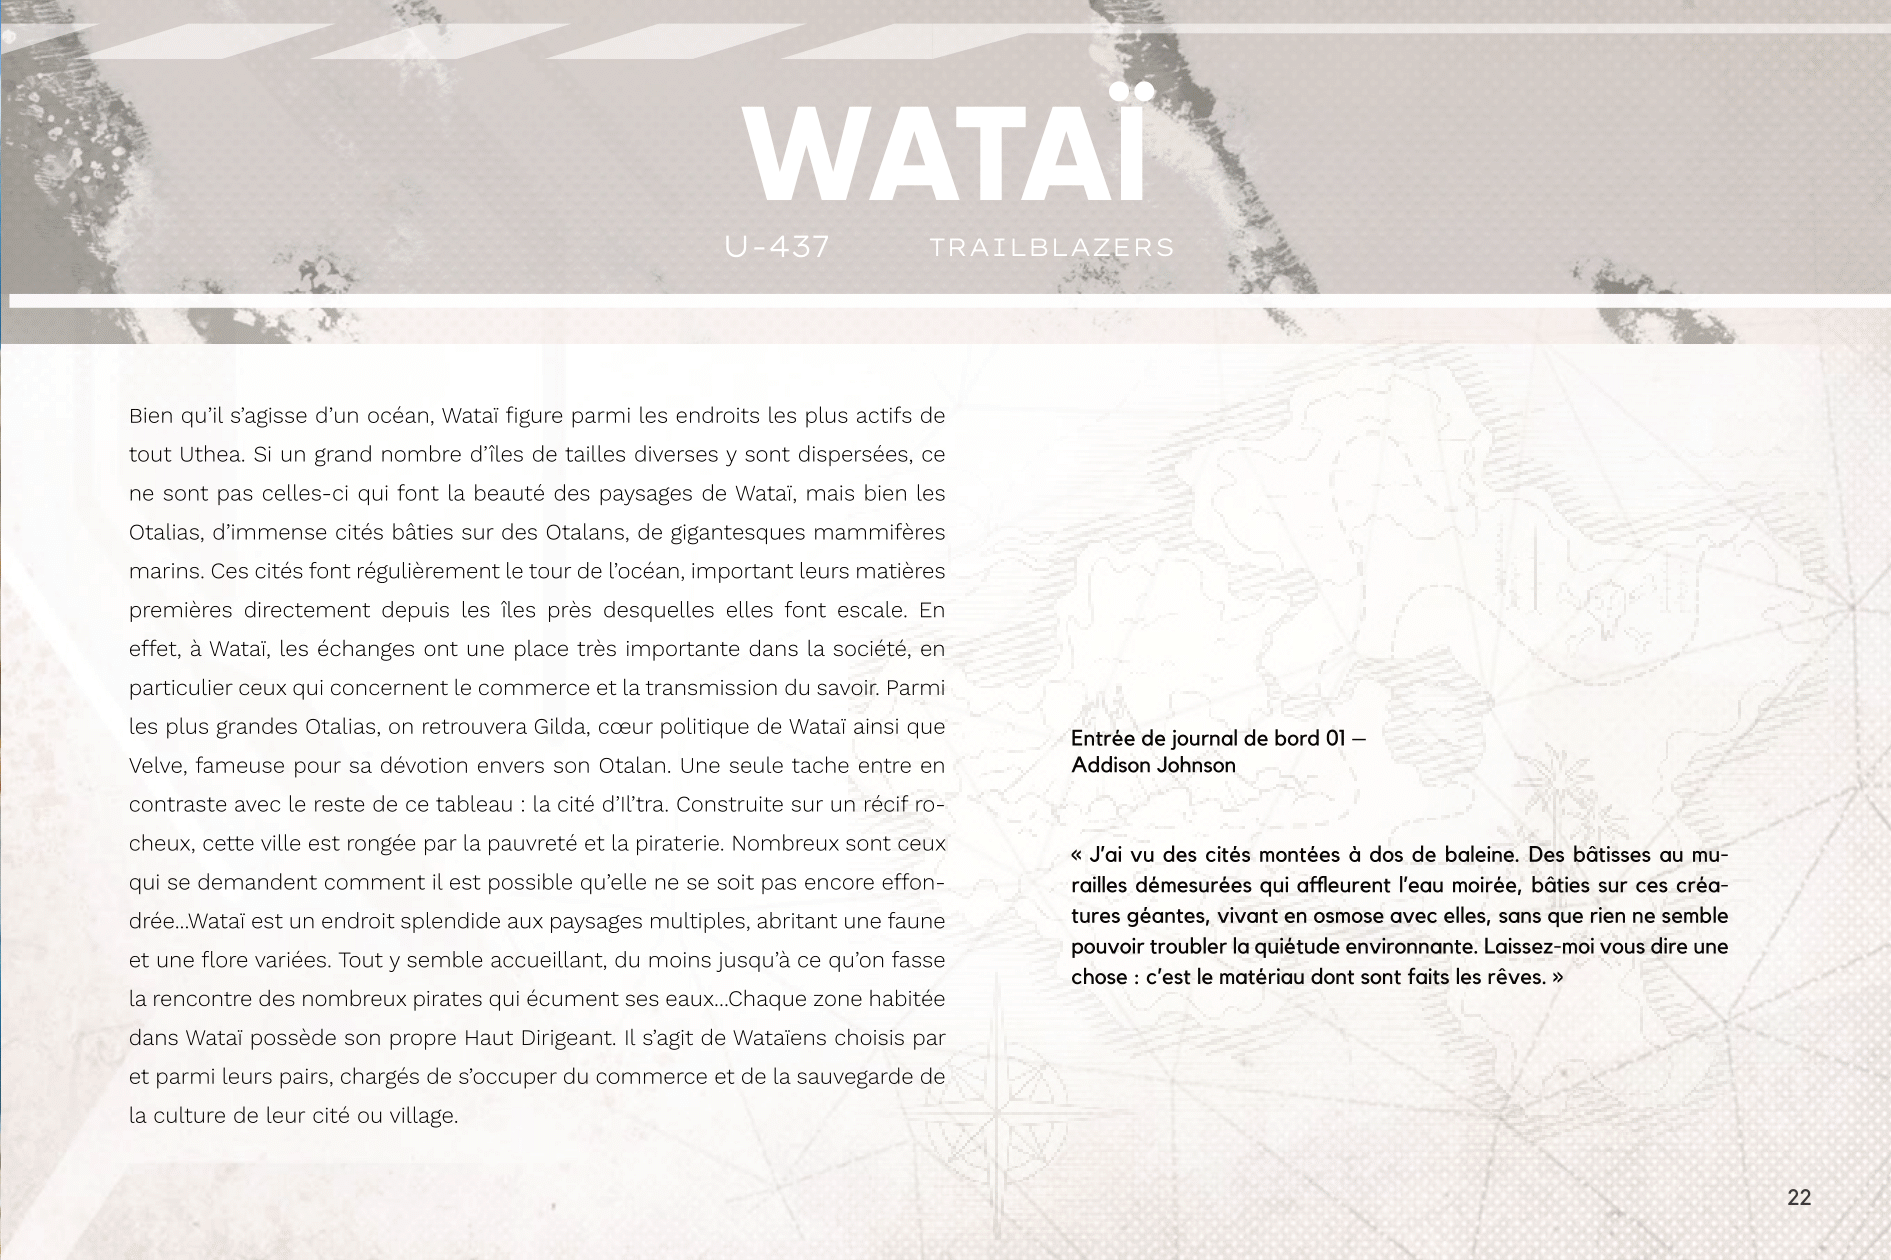 WATAÏ
U-437 TRAILBLAZERS
Bien qu’il s’agisse d’un océan, Wataï figure parmi les endroits les plus actifs de
tout Uthea. Si un grand nombre d’îles de tailles diverses y sont dispersées, ce
ne sont pas celles-ci qui font la beauté des paysages de Wataï, mais bien les
Otalias, d’immense cités bâties sur des Otalans, de gigantesques mammifères
marins. Ces cités font régulièrement le tour de l’océan, important leurs matières
premières directement depuis les îles près desquelles elles font escale. En
effet, à Wataï, les échanges ont une place très importante dans la société, en
particulier ceux qui concernent le commerce et la transmission du savoir. Parmi
les plus grandes Otalias, on retrouvera Gilda, cœur politique de Wataï ainsi que
Velve, fameuse pour sa dévotion envers son Otalan. Une seule tache entre en
contraste avec le reste de ce tableau : la cité d’Il’tra. Construite sur un récif ro-
cheux, cette ville est rongée par la pauvreté et la piraterie. Nombreux sont ceux
qui se demandent comment il est possible qu’elle ne se soit pas encore effon-
drée...Wataï est un endroit splendide aux paysages multiples, abritant une faune
et une flore variées. Tout y semble accueillant, du moins jusqu’à ce qu’on fasse
la rencontre des nombreux pirates qui écument ses eaux...Chaque zone habitée
dans Wataï possède son propre Haut Dirigeant. Il s’agit de Wataïens choisis par
et parmi leurs pairs, chargés de s’occuper du commerce et de la sauvegarde de
la culture de leur cité ou village.
Entrée de journal de bord 01 –
Addison Johnson
« J’ai vu des cités montées à dos de baleine. Des bâtisses au mu-
railles démesurées qui affleurent l’eau moirée, bâties sur ces créa-
tures géantes, vivant en osmose avec elles, sans que rien ne semble
pouvoir troubler la quiétude environnante. Laissez-moi vous dire une
chose : c’est le matériau dont sont faits les rêves. »
22